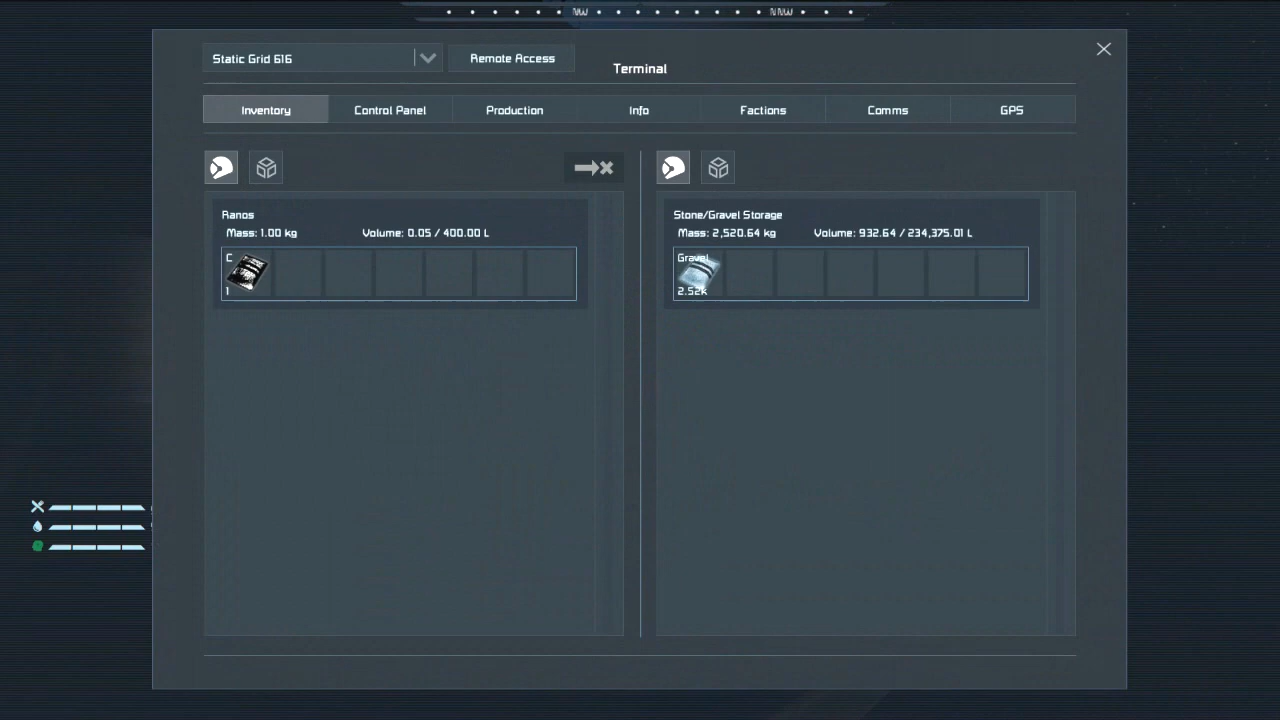 NW NNW
Static Grid 616
Remote Access
Terminal
Inventory
Control Panel
Production
Info
Factions
Comms
GPS
Ranos
Mass: 1.00 kg Volume: 0.05 / 400.00 L
C
1
Stone/Gravel Storage
Mass: 2,520.64 kg Volume: 932.64 / 234,375.01 L
Gravel
2.52k